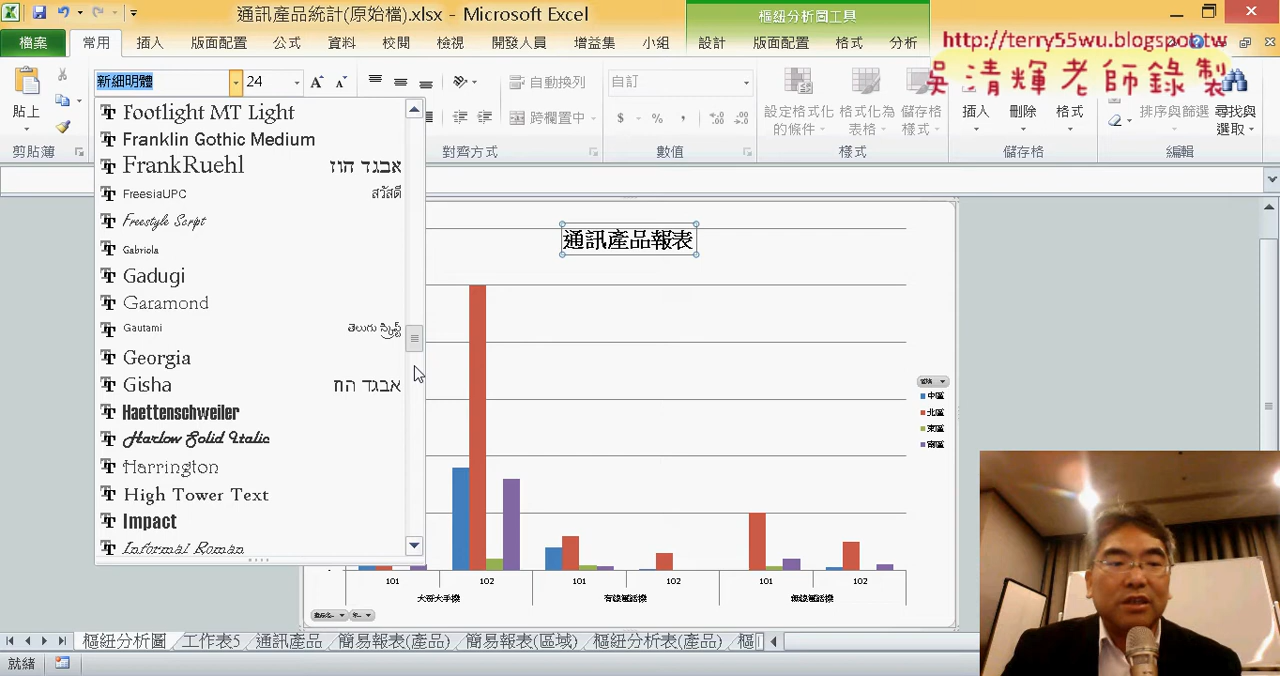 通訊產品統計(原始檔).xlsx - Microsoft Excel
樞紐分析圖工具
檔案 常用 插入 版面配置 公式 資料 校閱 檢視 開發人員 增益集 小組 設計 版面配置 格式 分析
http://terry55wu.blogspot.tw
吳清輝老師錄製
新細明體 24
貼上
自動換列
跨欄置中
自訂
$ % ,
設定格式化的條件
格式化為表格
儲存格樣式
插入 刪除 格式
排序與篩選
尋找與選取
剪貼簿 對齊方式 數值 樣式 儲存格 編輯
Footlight MT Light
Franklin Gothic Medium
FrankRuehl אבגד הוז
FreesiaUPC สวัสดี
Freestyle Script
Gabriola
Gadugi
Garamond
Gautami
Georgia
Gisha אבגד הוז
Haettenschweiler
Harlow Solid Italic
Harrington
High Tower Text
Impact
Informal Roman
通訊產品報表
中區
北區
東區
南區
101 102 101 102 101 102
大哥大手機 有線電話機 無線電話機
樞紐分析圖 工作表5 通訊產品 簡易報表(產品) 簡易報表(區域) 樞紐分析表(產品) 樞
就緒